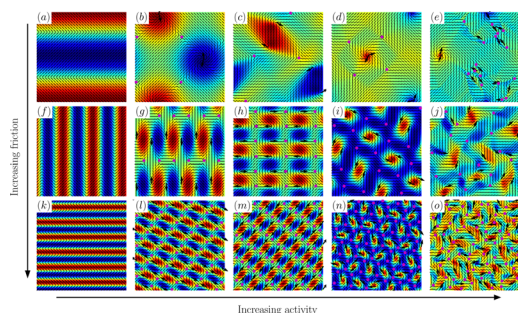 (a) (b) (c) (d) (e)
Increasing friction
(f) (g) (h) (i) (j)
(k) (l) (m) (n) (o)
Increasing activity